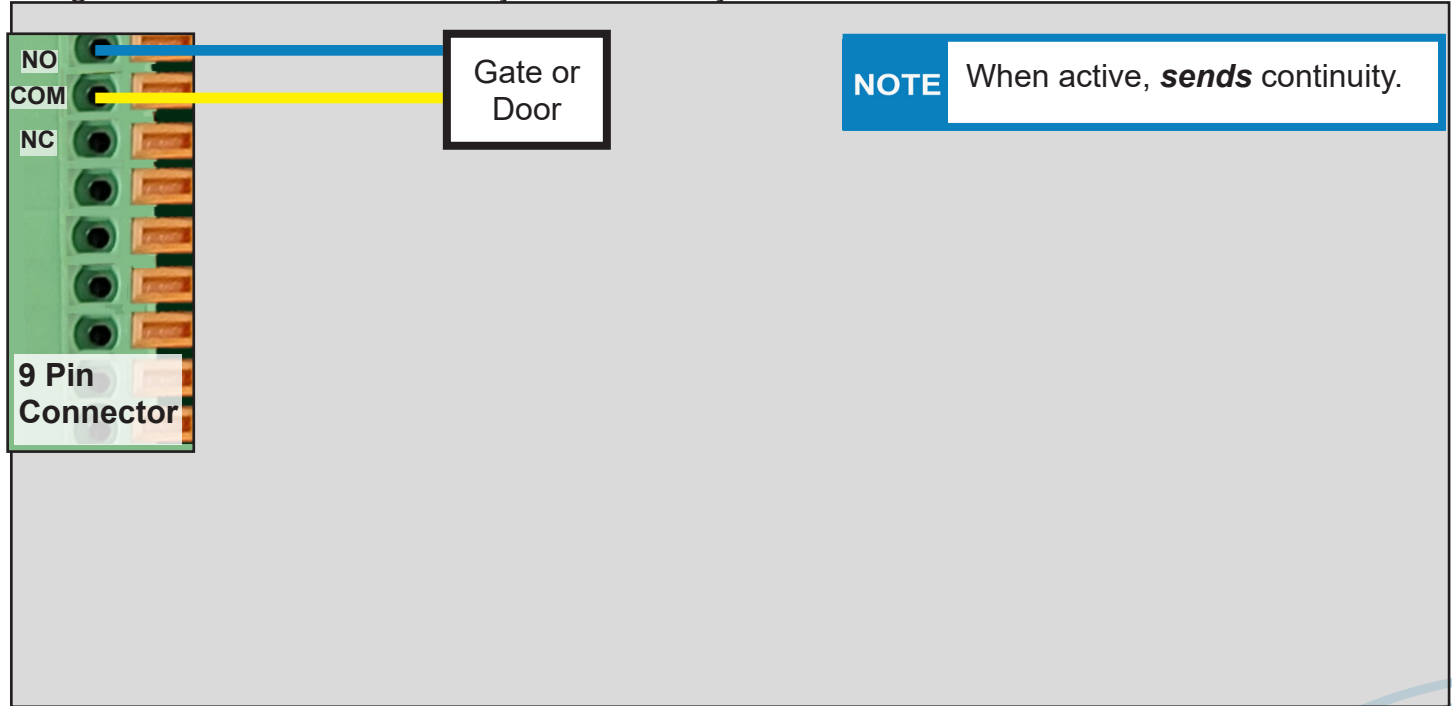 NO
COM
NC
9 Pin
Connector
Gate or
Door
NOTE
When active, sends continuity.